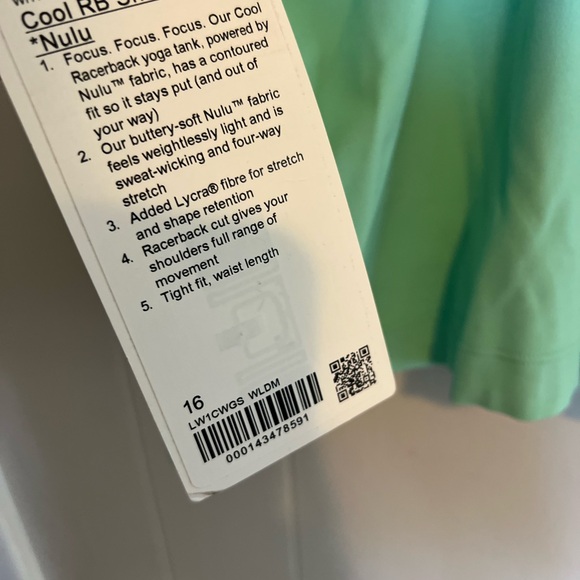 Cool RB
*Nulu
1. Focus. Focus. Focus. Our Cool
Racerback yoga tank, powered by
Nulu™ fabric, has a contoured
fit so it stays put (and out of
your way)
2. Our buttery-soft Nulu™ fabric
feels weightlessly light and is
sweat-wicking and four-way
stretch
3. Added Lycra® fibre for stretch
and shape retention
4. Racerback cut gives your
shoulders full range of
movement
5. Tight fit, waist length
16
LW1CWGS WLDM
000143478591